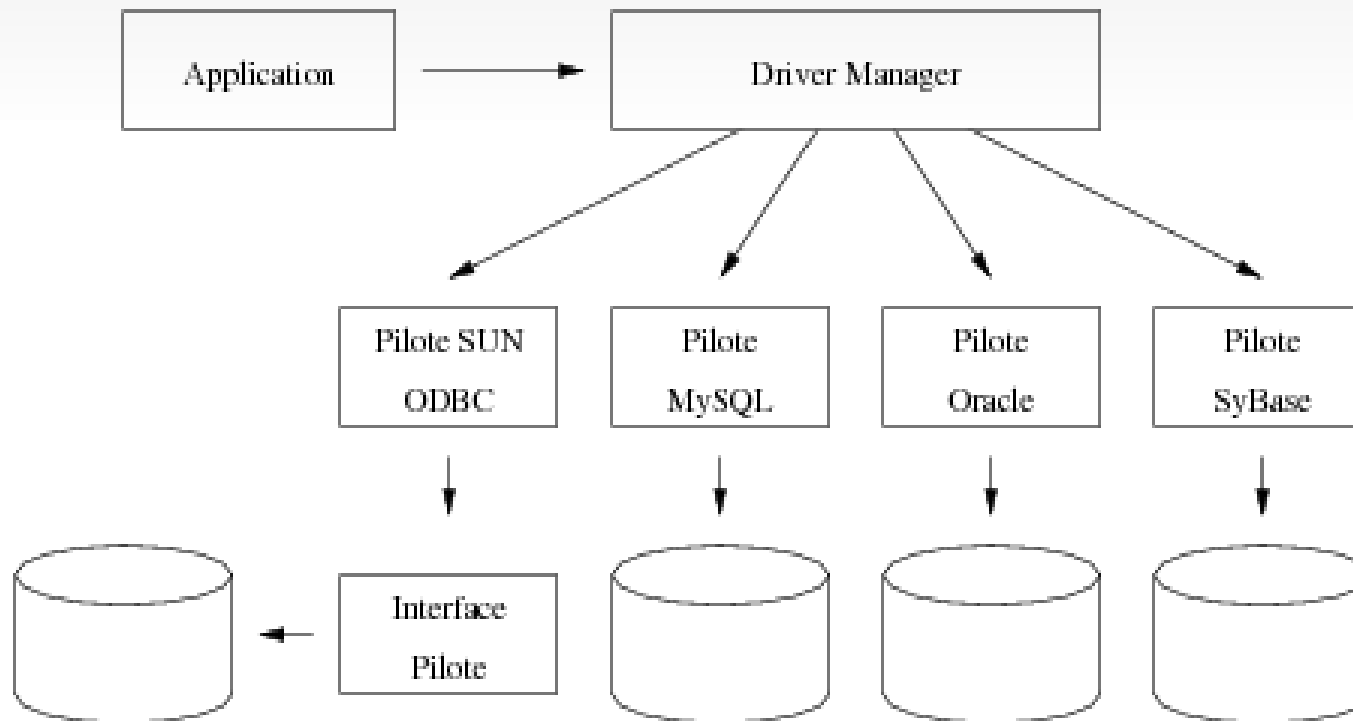 Application
Driver Manager
Pilote SUN
ODBC
Pilote
MySQL
Pilote
Oracle
Pilote
SyBase
Interface
Pilote